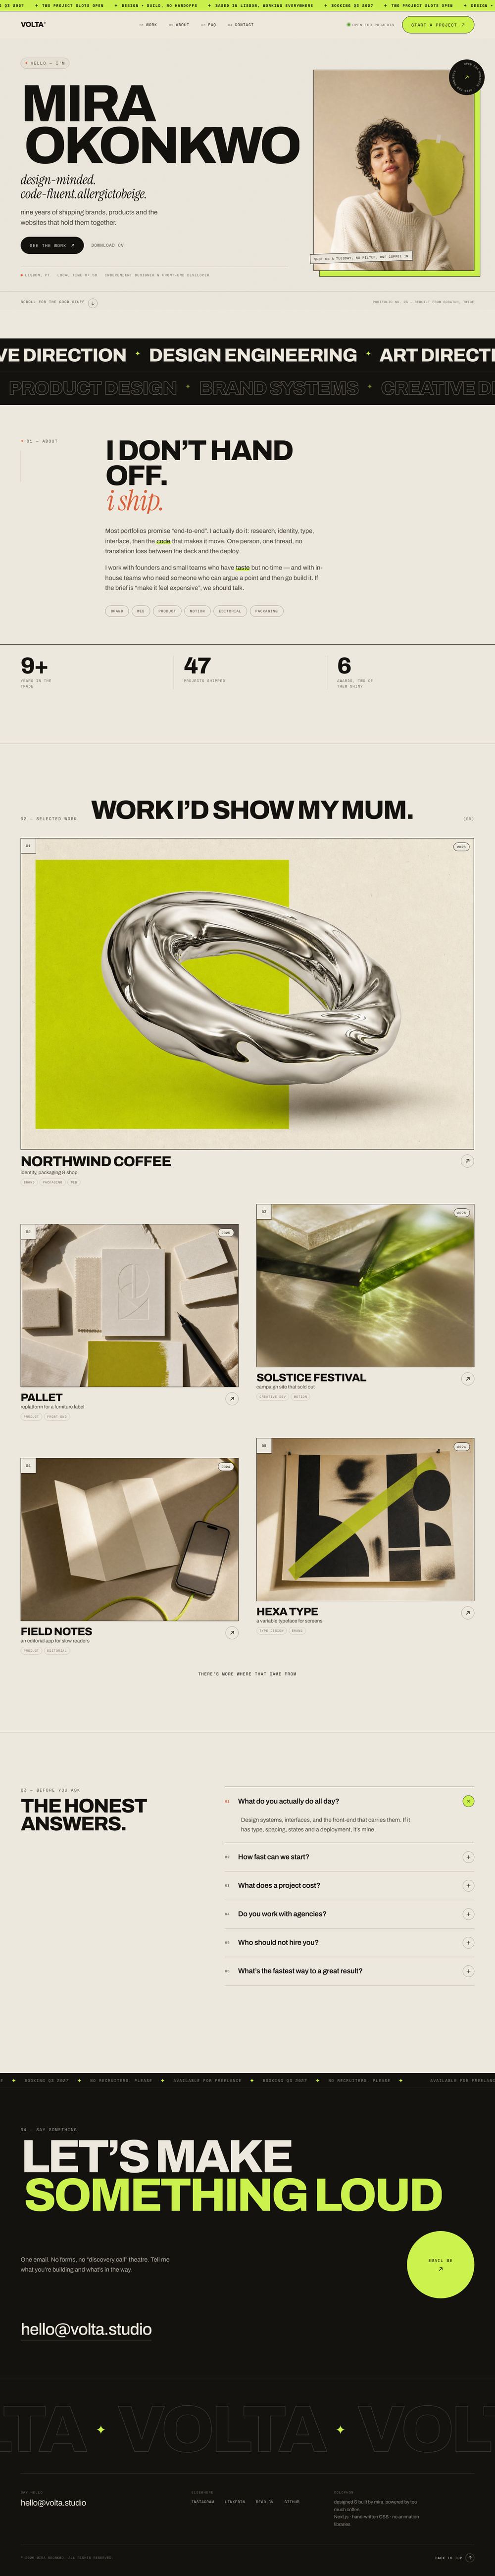 ✦ TWO PROJECT SLOTS OPEN ✦ DESIGN + BUILD, NO HANDOFFS ✦ BASED IN LISBON, WORKING EVERYWHERE ✦ BOOKING Q3 2027 ✦ TWO PROJECT SLOTS OPEN ✦ DESIGN +
VOLTA
01 WORK 02 ABOUT 03 FAQ 04 CONTACT
OPEN FOR PROJECTS
START A PROJECT ↗
HELLO — I'M
MIRA
OKONKWO
design-minded.
code-fluent.allergictobeige.
nine years of shipping brands, products and the
websites that hold them together.
SEE THE WORK ↗ DOWNLOAD CV
WHAT ON A TUESDAY, NO FILTER, ONE COFFEE IN
SCROLL FOR THE GOOD STUFF ↓
VE DIRECTION ✦ DESIGN ENGINEERING ✦ ART DIRECTI
PRODUCT DESIGN ✦ BRAND SYSTEMS ✦ CREATIVE DI
01 — ABOUT
I DON’T HAND
OFF.
i ship.
Most portfolios promise “end-to-end”. I actually do it: research, identity, type,
interface, then the code that makes it move. One person, one thread, no
translation loss between the deck and the deploy.
I work with founders and small teams who have taste but no time — and with in-
house teams who need someone who can argue a point and then go build it. If
the brief is “make it feel expensive”, we should talk.
BRAND WEB PRODUCT MOTION EDITORIAL PACKAGING
9+
YEARS IN THE
TRADE
47
PROJECTS SHIPPED
6
AWARDS, TWO OF
THEM SHINY
02 — SELECTED WORK
WORK I’D SHOW MY MUM.
01
NORTHWIND COFFEE ↗
identity, packaging & shop
BRAND PACKAGING WEB
02
PALLET ↗
replatform for a furniture label
PRODUCT FRONT-END
03
SOLSTICE FESTIVAL ↗
campaign site that sold out
CREATIVE DEV MOTION
04
FIELD NOTES ↗
an editorial app for slow readers
PRODUCT EDITORIAL
05
HEXA TYPE ↗
a variable typeface for screens
TYPE DESIGN BRAND
THERE’S MORE WHERE THAT CAME FROM
03 — BEFORE YOU ASK
THE HONEST
ANSWERS.
01 What do you actually do all day?
Design systems, interfaces, and the front-end that carries them. If it
has type, spacing, states and a deployment, it’s mine.
02 How fast can we start? +
03 What does a project cost? +
04 Do you work with agencies? +
05 Who should not hire you? +
06 What’s the fastest way to a great result? +
✦ BOOKING Q3 2027 ✦ NO RECRUITERS, PLEASE ✦ AVAILABLE FOR FREELANCE ✦ BOOKING Q3 2027 ✦ NO RECRUITERS, PLEASE ✦ AVAILABLE FOR FREELANC
04 — SAY SOMETHING
LET’S MAKE
SOMETHING LOUD
One email. No forms, no “discovery call” theatre. Tell me
what you’re building and what’s in the way.
EMAIL ME
↗
hello@volta.studio
LTA ✦ VOLTA ✦ VOLT
SAY HELLO
hello@volta.studio
ELSEWHERE
INSTAGRAM LINKEDIN READ.CV GITHUB
COLOPHON
designed & built by mira. powered by too
much coffee.
Next.js · hand-written CSS · no animation
libraries
BACK TO TOP ↑